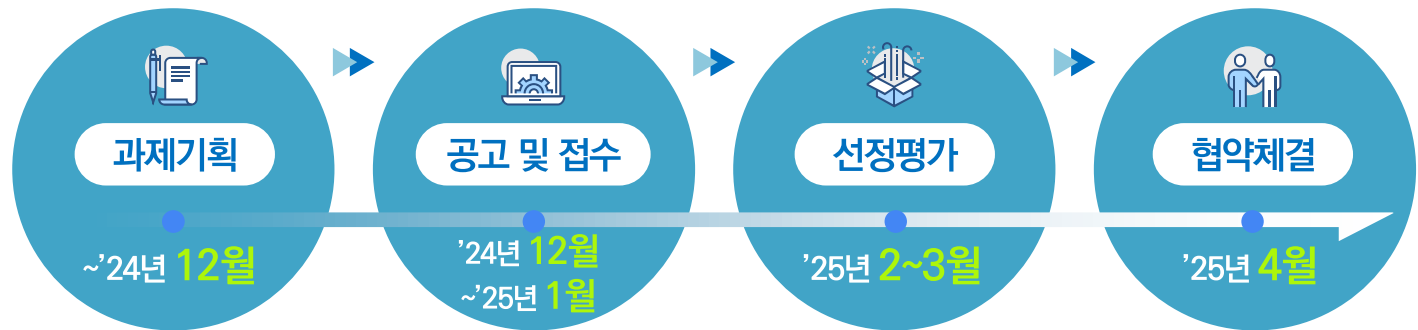 과제기획
~’24년 12월
공고 및 접수
’24년 12월
~’25년 1월
선정평가
’25년 2~3월
협약체결
’25년 4월